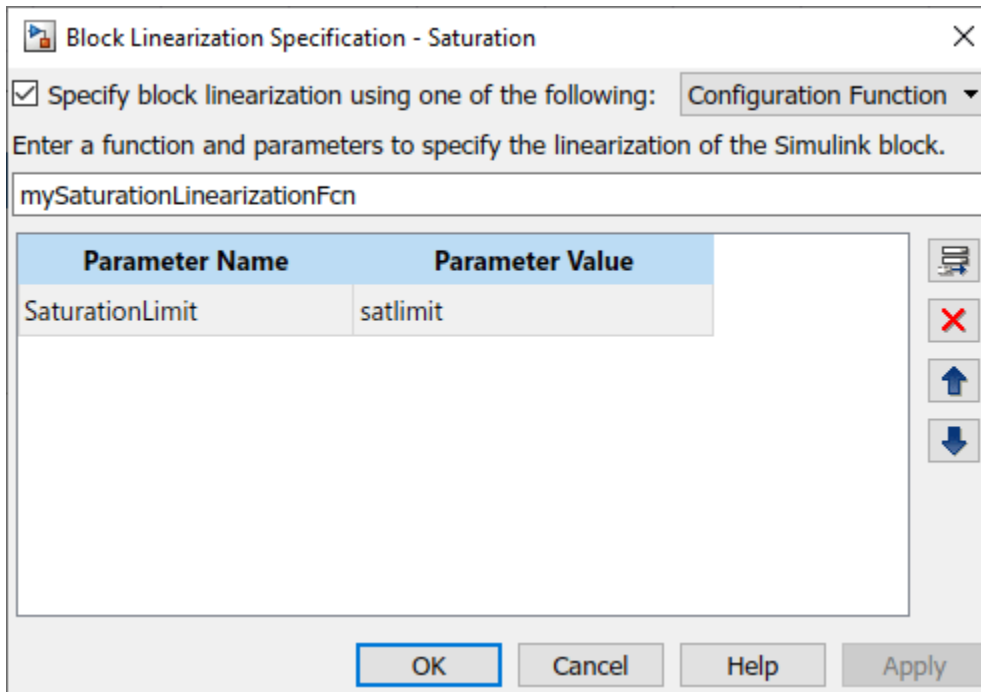 Block Linearization Specification - Saturation
Specify block linearization using one of the following: Configuration Function
Enter a function and parameters to specify the linearization of the Simulink block.
mySaturationLinearizationFcn
Parameter Name Parameter Value
SaturationLimit satlimit
OK Cancel Help Apply